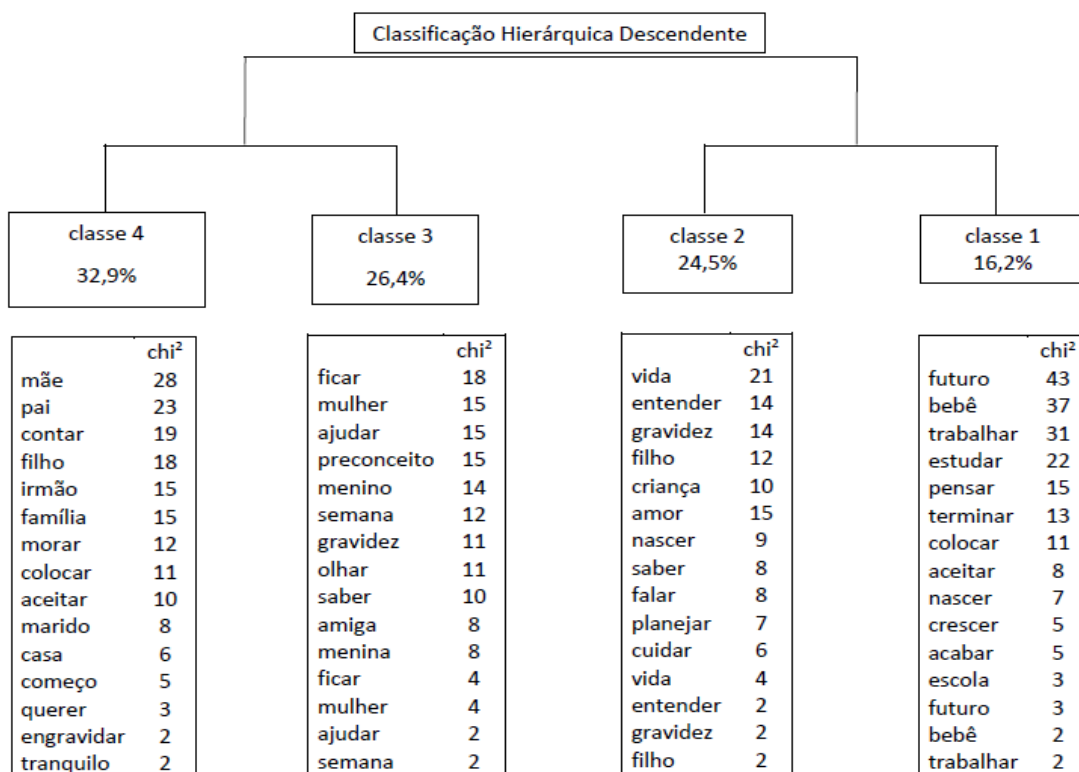 Classificação Hierárquica Descendente
classe 4
32,9%
classe 3
26,4%
classe 2
24,5%
classe 1
16,2%
chi²
mãe 28
pai 23
contar 19
filho 18
irmão 15
família 15
morar 12
colocar 11
aceitar 10
marido 8
casa 6
começo 5
querer 3
engravidar 2
tranquilo 2
chi²
ficar 18
mulher 15
ajudar 15
preconceito 15
menino 14
semana 12
gravidez 11
olhar 11
saber 10
amiga 8
menina 8
ficar 4
mulher 4
ajudar 2
semana 2
chi²
vida 21
entender 14
gravidez 14
filho 12
criança 10
amor 15
nascer 9
saber 8
falar 8
planejar 7
cuidar 6
vida 4
entender 2
gravidez 2
filho 2
chi²
futuro 43
bebê 37
trabalhar 31
estudar 22
pensar 15
terminar 13
colocar 11
aceitar 8
nascer 7
crescer 5
acabar 5
escola 3
futuro 3
bebê 2
trabalhar 2